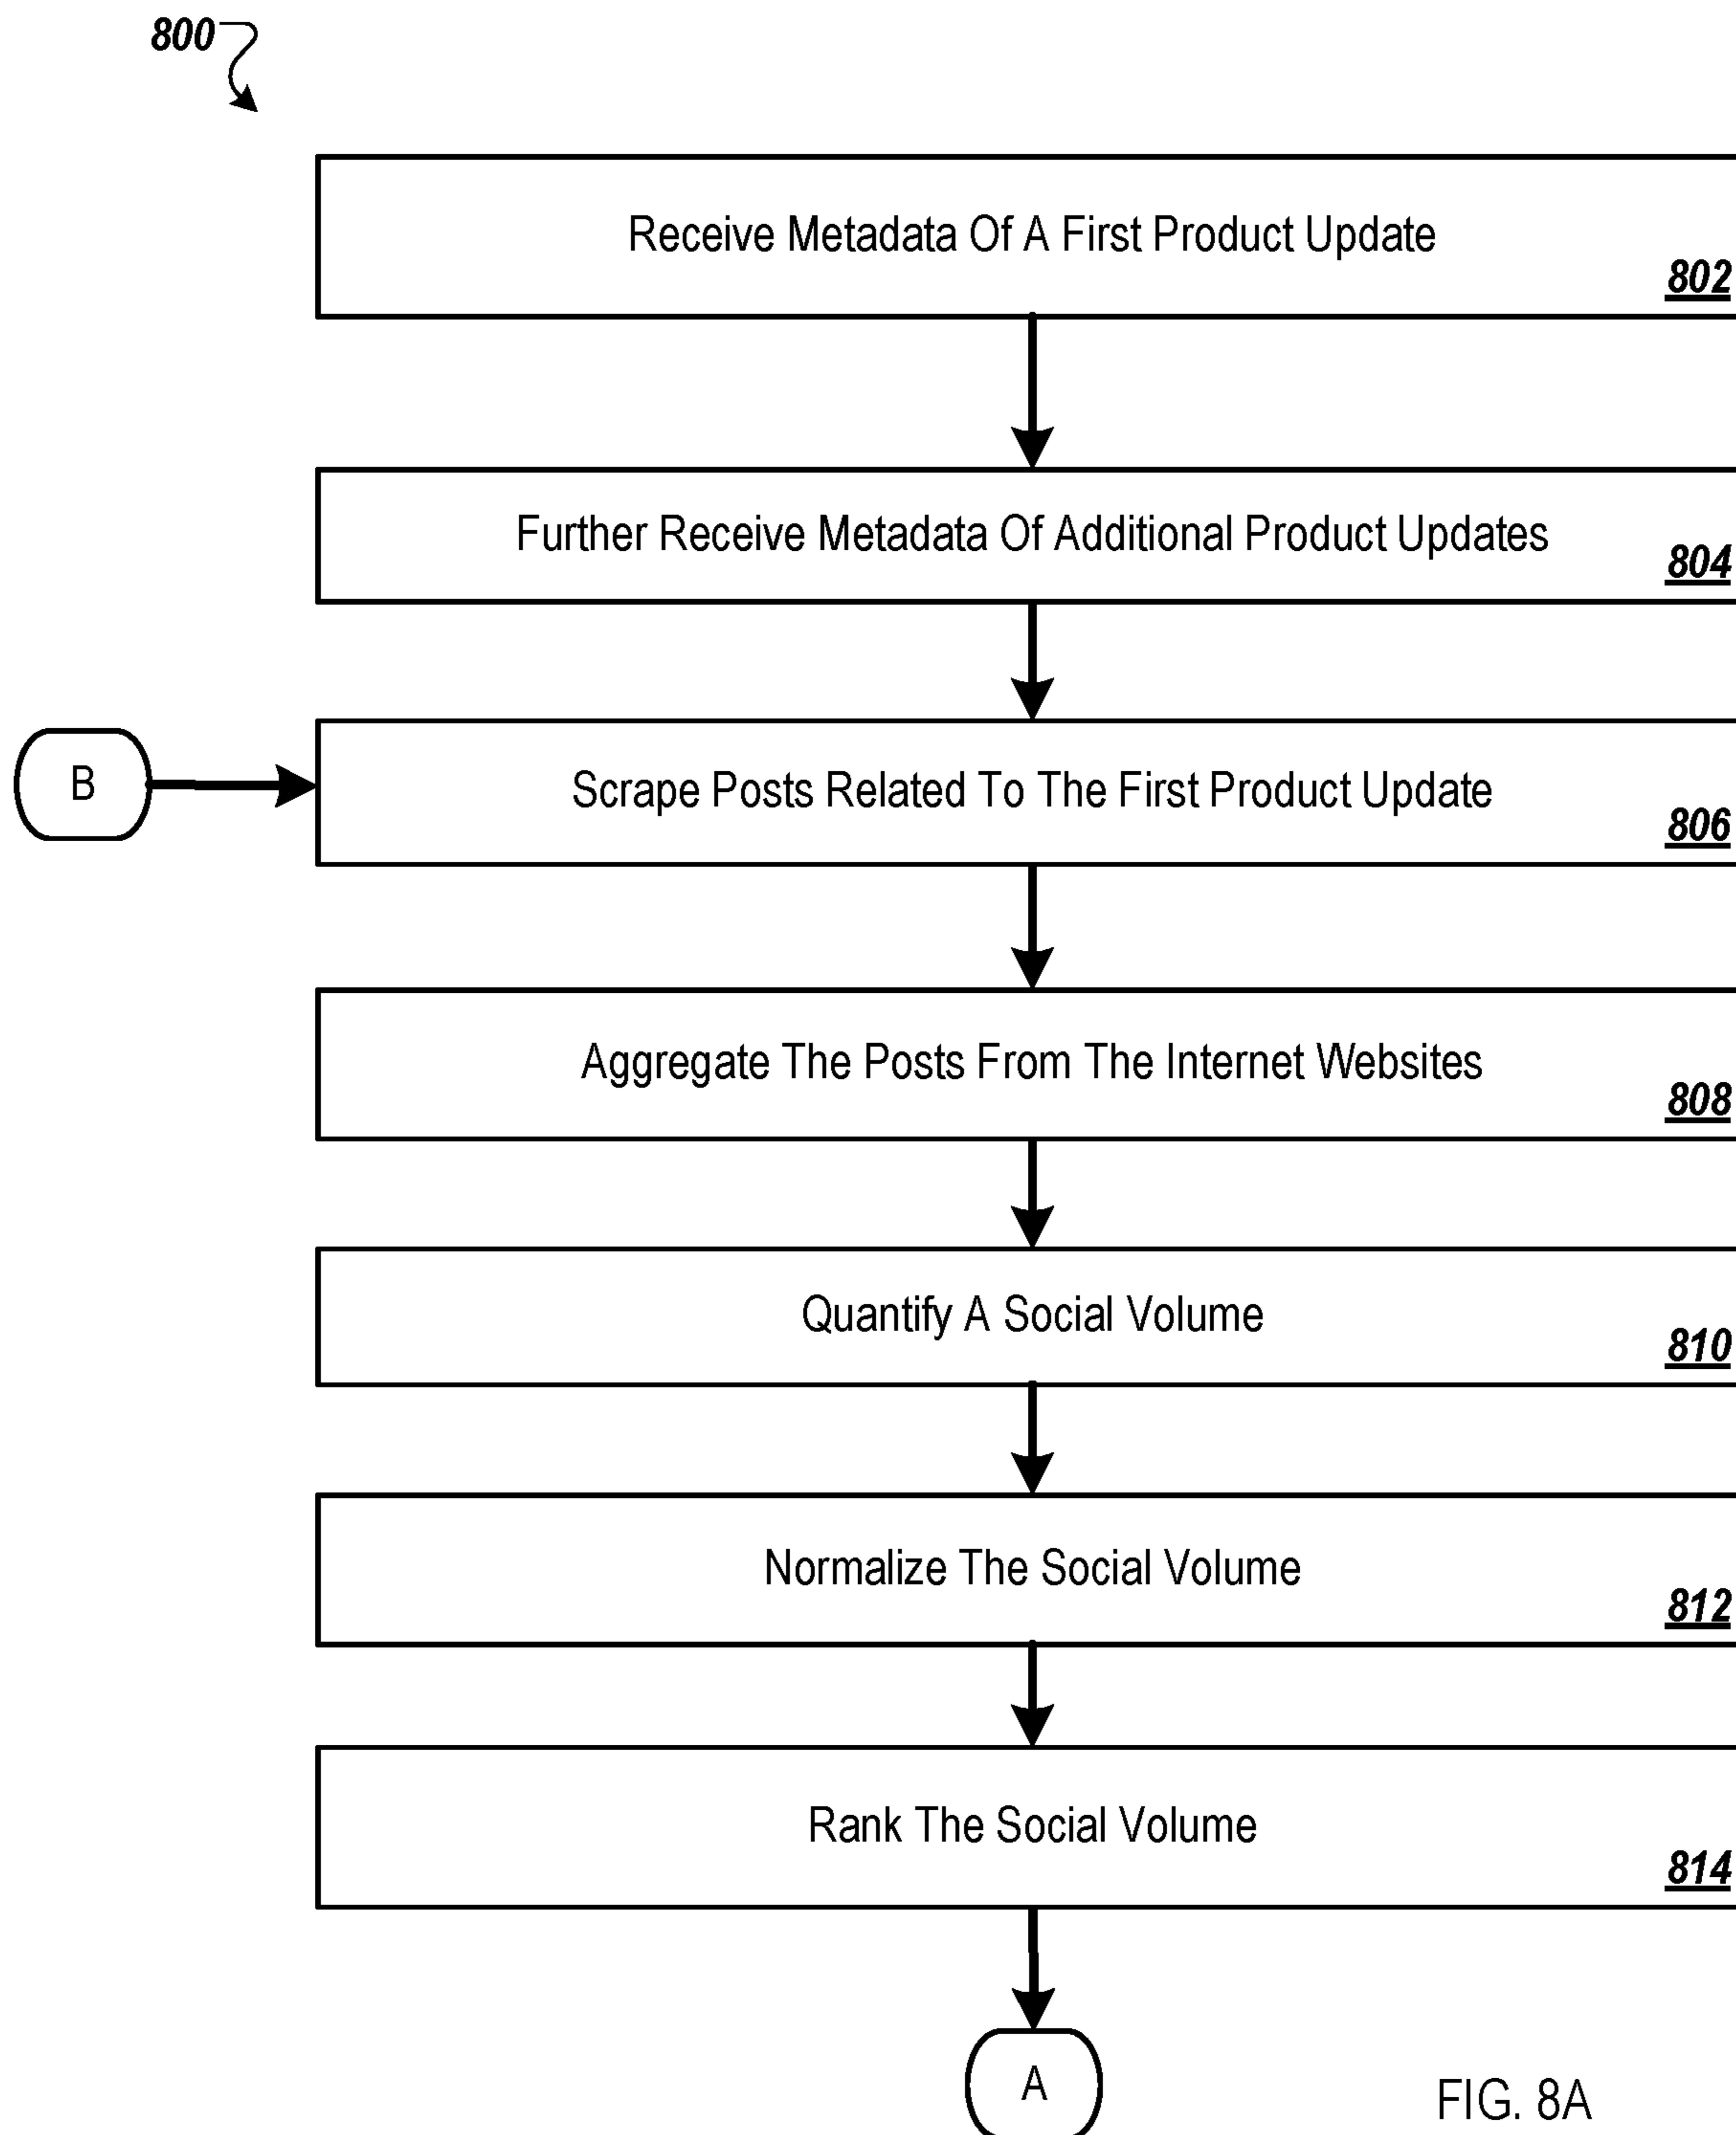 800
Receive Metadata Of A First Product Update
802
Further Receive Metadata Of Additional Product Updates
804
B
Scrape Posts Related To The First Product Update
806
Aggregate The Posts From The Internet Websites
808
Quantify A Social Volume
810
Normalize The Social Volume
812
Rank The Social Volume
814
A
FIG. 8A